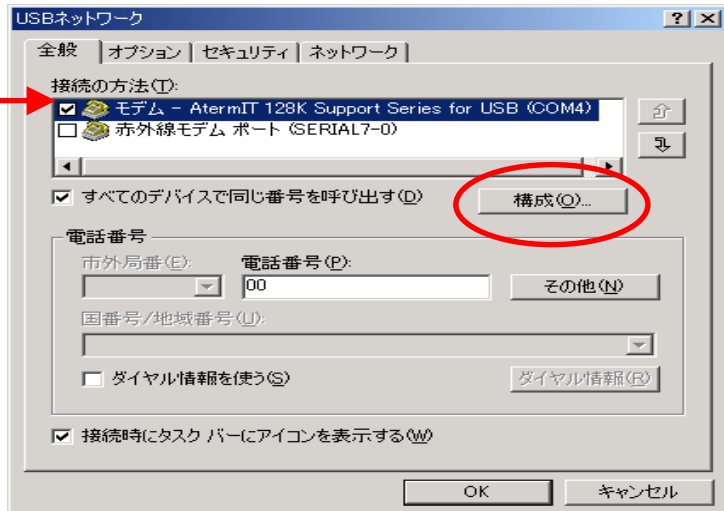 USBネットワーク
全般 オプション セキュリティ ネットワーク
接続の方法(T):
モデム - AtermIT 128K Support Series for USB (COM4)
赤外線モデム ポート (SERIAL7-0)
すべてのデバイスで同じ番号を呼び出す(D) 構成(O)...
電話番号
市外局番(E): 電話番号(P):
00 その他(N)
国番号/地域番号(U):
ダイヤル情報を使う(S) ダイヤル情報(R)
接続時にタスク バーにアイコンを表示する(W)
OK キャンセル